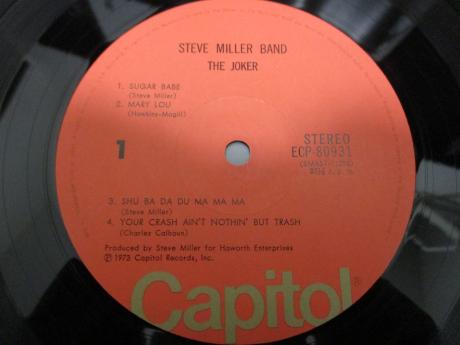 STEVE MILLER BAND
THE JOKER
1. SUGAR BABE
(Steve Miller)
2. MARY LOU
(Hawkins-Magill)
1
STEREO
ECP-80931
3. SHU BA DA DU MA MA MA
(Steve Miller)
4. YOUR CRASH AIN'T NOTHIN' BUT TRASH
(Charles Calhoun)
Produced by Steve Miller for Haworth Enterprises
℗ 1973 Capitol Records, Inc.
Capitol®